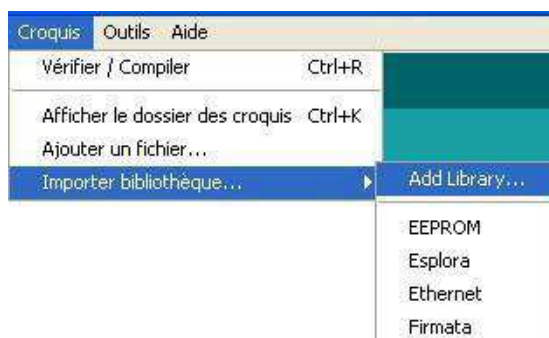 Croquis Outils Aide
Vérifier / Compiler Ctrl+R
Afficher le dossier des croquis Ctrl+K
Ajouter un fichier...
Importer bibliothèque...
Add Library...
EEPROM
Esplora
Ethernet
Firmata